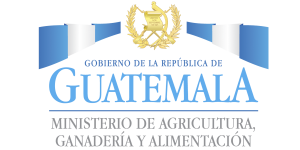 GOBIERNO DE LA REPÚBLICA DE
GUATEMALA
MINISTERIO DE AGRICULTURA,
GANADERÍA Y ALIMENTACIÓN